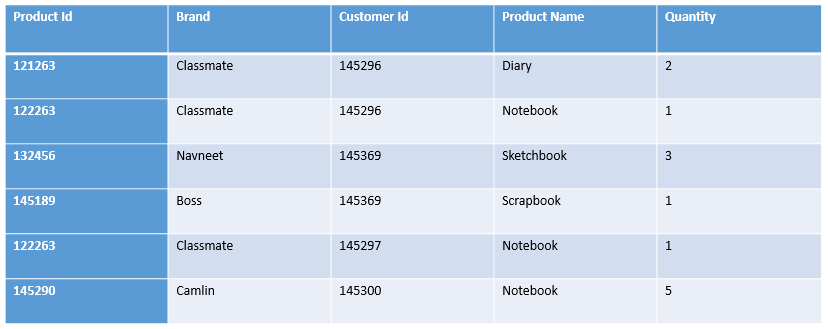 Product Id Brand Customer Id Product Name Quantity
121263 Classmate 145296 Diary 2
122263 Classmate 145296 Notebook 1
132456 Navneet 145369 Sketchbook 3
145189 Boss 145369 Scrapbook 1
122263 Classmate 145297 Notebook 1
145290 Camlin 145300 Notebook 5